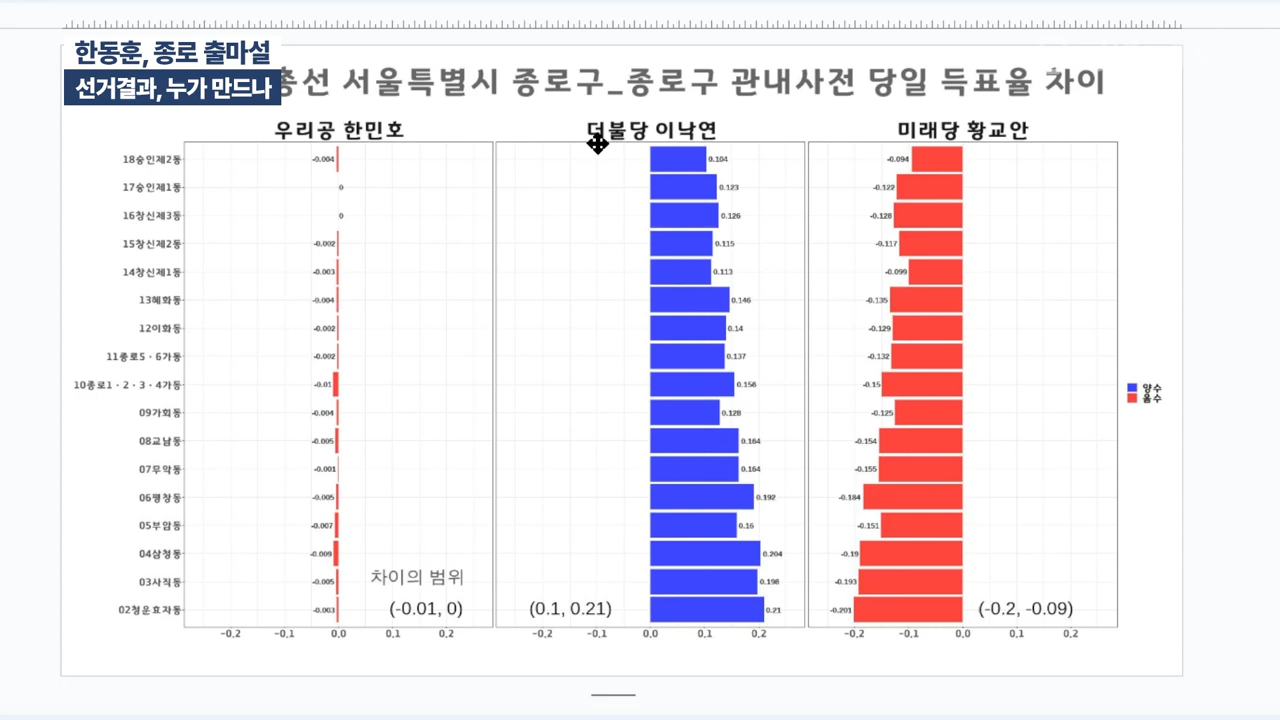 한동훈, 종로 출마설
선거결과, 누가 만드나
총선 서울특별시 종로구_종로구 관내사전 당일 득표율 차이
우리공 한민호
더불당 이낙연
미래당 황교안
18숭인제2동 -0.004 0.104 -0.094
17숭인제1동 0 0.123 -0.122
16창신제3동 0 0.126 -0.128
15창신제2동 -0.002 0.115 -0.117
14창신제1동 -0.003 0.113 -0.099
13혜화동 -0.004 0.146 -0.135
12이화동 -0.002 0.14 -0.129
11종로5·6가동 -0.002 0.137 -0.132
10종로1·2·3·4가동 -0.01 0.156 -0.15
09가회동 -0.004 0.128 -0.125
08교남동 -0.005 0.164 -0.154
07무악동 -0.001 0.164 -0.155
06평창동 -0.005 0.192 -0.184
05부암동 -0.007 0.16 -0.151
04삼청동 -0.009 0.204 -0.19
03사직동 -0.005 0.198 -0.193
02청운효자동 -0.003 0.21 -0.201
차이의 범위
(-0.01, 0)
(0.1, 0.21)
(-0.2, -0.09)
-0.2 -0.1 0.0 0.1 0.2
-0.2 -0.1 0.0 0.1 0.2
-0.2 -0.1 0.0 0.1 0.2
양수
음수